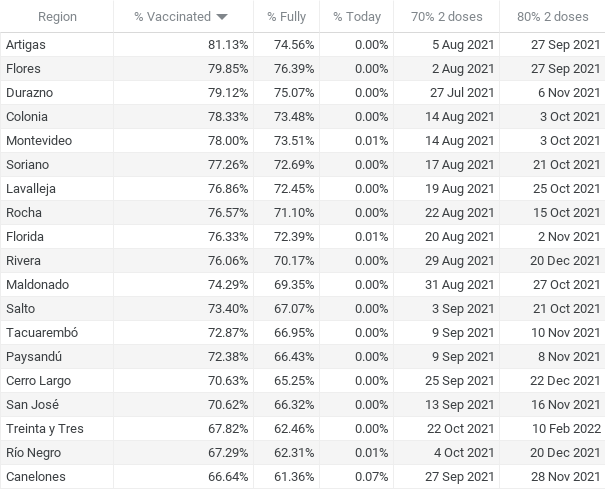 Region % Vaccinated % Fully % Today 70% 2 doses 80% 2 doses
Artigas 81.13% 74.56% 0.00% 5 Aug 2021 27 Sep 2021
Flores 79.85% 76.39% 0.00% 2 Aug 2021 27 Sep 2021
Durazno 79.12% 75.07% 0.00% 27 Jul 2021 6 Nov 2021
Colonia 78.33% 73.48% 0.00% 14 Aug 2021 3 Oct 2021
Montevideo 78.00% 73.51% 0.01% 14 Aug 2021 3 Oct 2021
Soriano 77.26% 72.69% 0.00% 17 Aug 2021 21 Oct 2021
Lavalleja 76.86% 72.45% 0.00% 19 Aug 2021 25 Oct 2021
Rocha 76.57% 71.10% 0.00% 22 Aug 2021 15 Oct 2021
Florida 76.33% 72.39% 0.01% 20 Aug 2021 2 Nov 2021
Rivera 76.06% 70.17% 0.00% 29 Aug 2021 20 Dec 2021
Maldonado 74.29% 69.35% 0.00% 31 Aug 2021 27 Oct 2021
Salto 73.40% 67.07% 0.00% 3 Sep 2021 21 Oct 2021
Tacuarembó 72.87% 66.95% 0.00% 9 Sep 2021 10 Nov 2021
Paysandú 72.38% 66.43% 0.00% 9 Sep 2021 8 Nov 2021
Cerro Largo 70.63% 65.25% 0.00% 25 Sep 2021 22 Dec 2021
San José 70.62% 66.32% 0.00% 13 Sep 2021 16 Nov 2021
Treinta y Tres 67.82% 62.46% 0.00% 22 Oct 2021 10 Feb 2022
Río Negro 67.29% 62.31% 0.01% 4 Oct 2021 20 Dec 2021
Canelones 66.64% 61.36% 0.07% 27 Sep 2021 28 Nov 2021